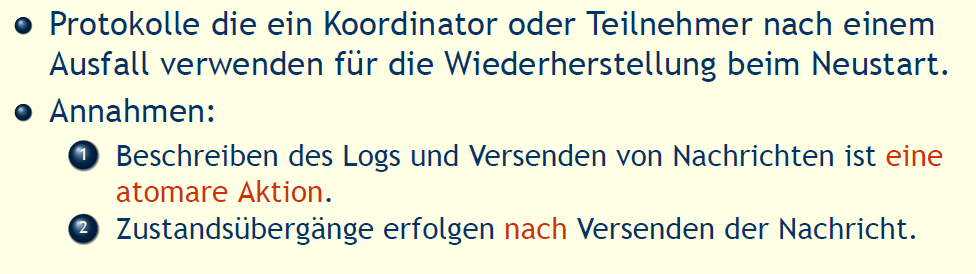 Protokolle die ein Koordinator oder Teilnehmer nach einem
Ausfall verwenden für die Wiederherstellung beim Neustart.
Annahmen:
1 Beschreiben des Logs und Versenden von Nachrichten ist eine
atomare Aktion.
2 Zustandsübergänge erfolgen nach Versenden der Nachricht.